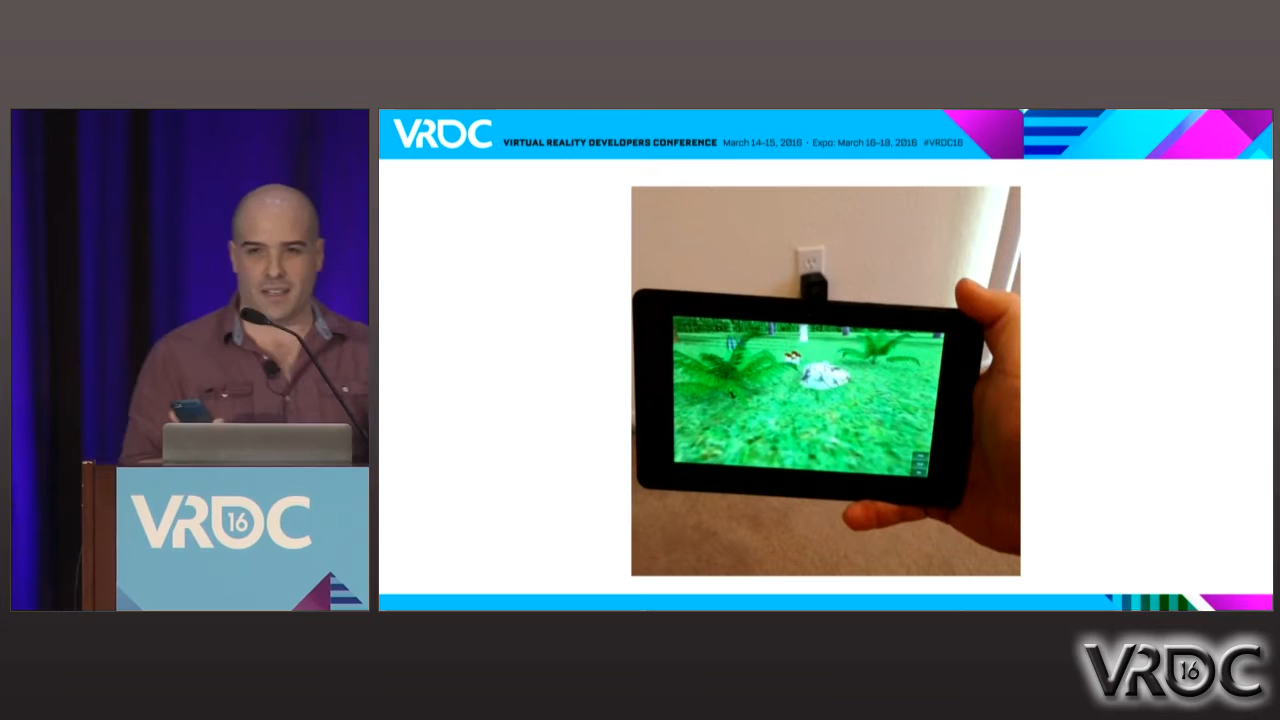 VRDC VIRTUAL REALITY DEVELOPERS CONFERENCE March 14-15, 2016 · Expo: March 16-18, 2016 #VRDC16
VRDC 16
VRDC 16